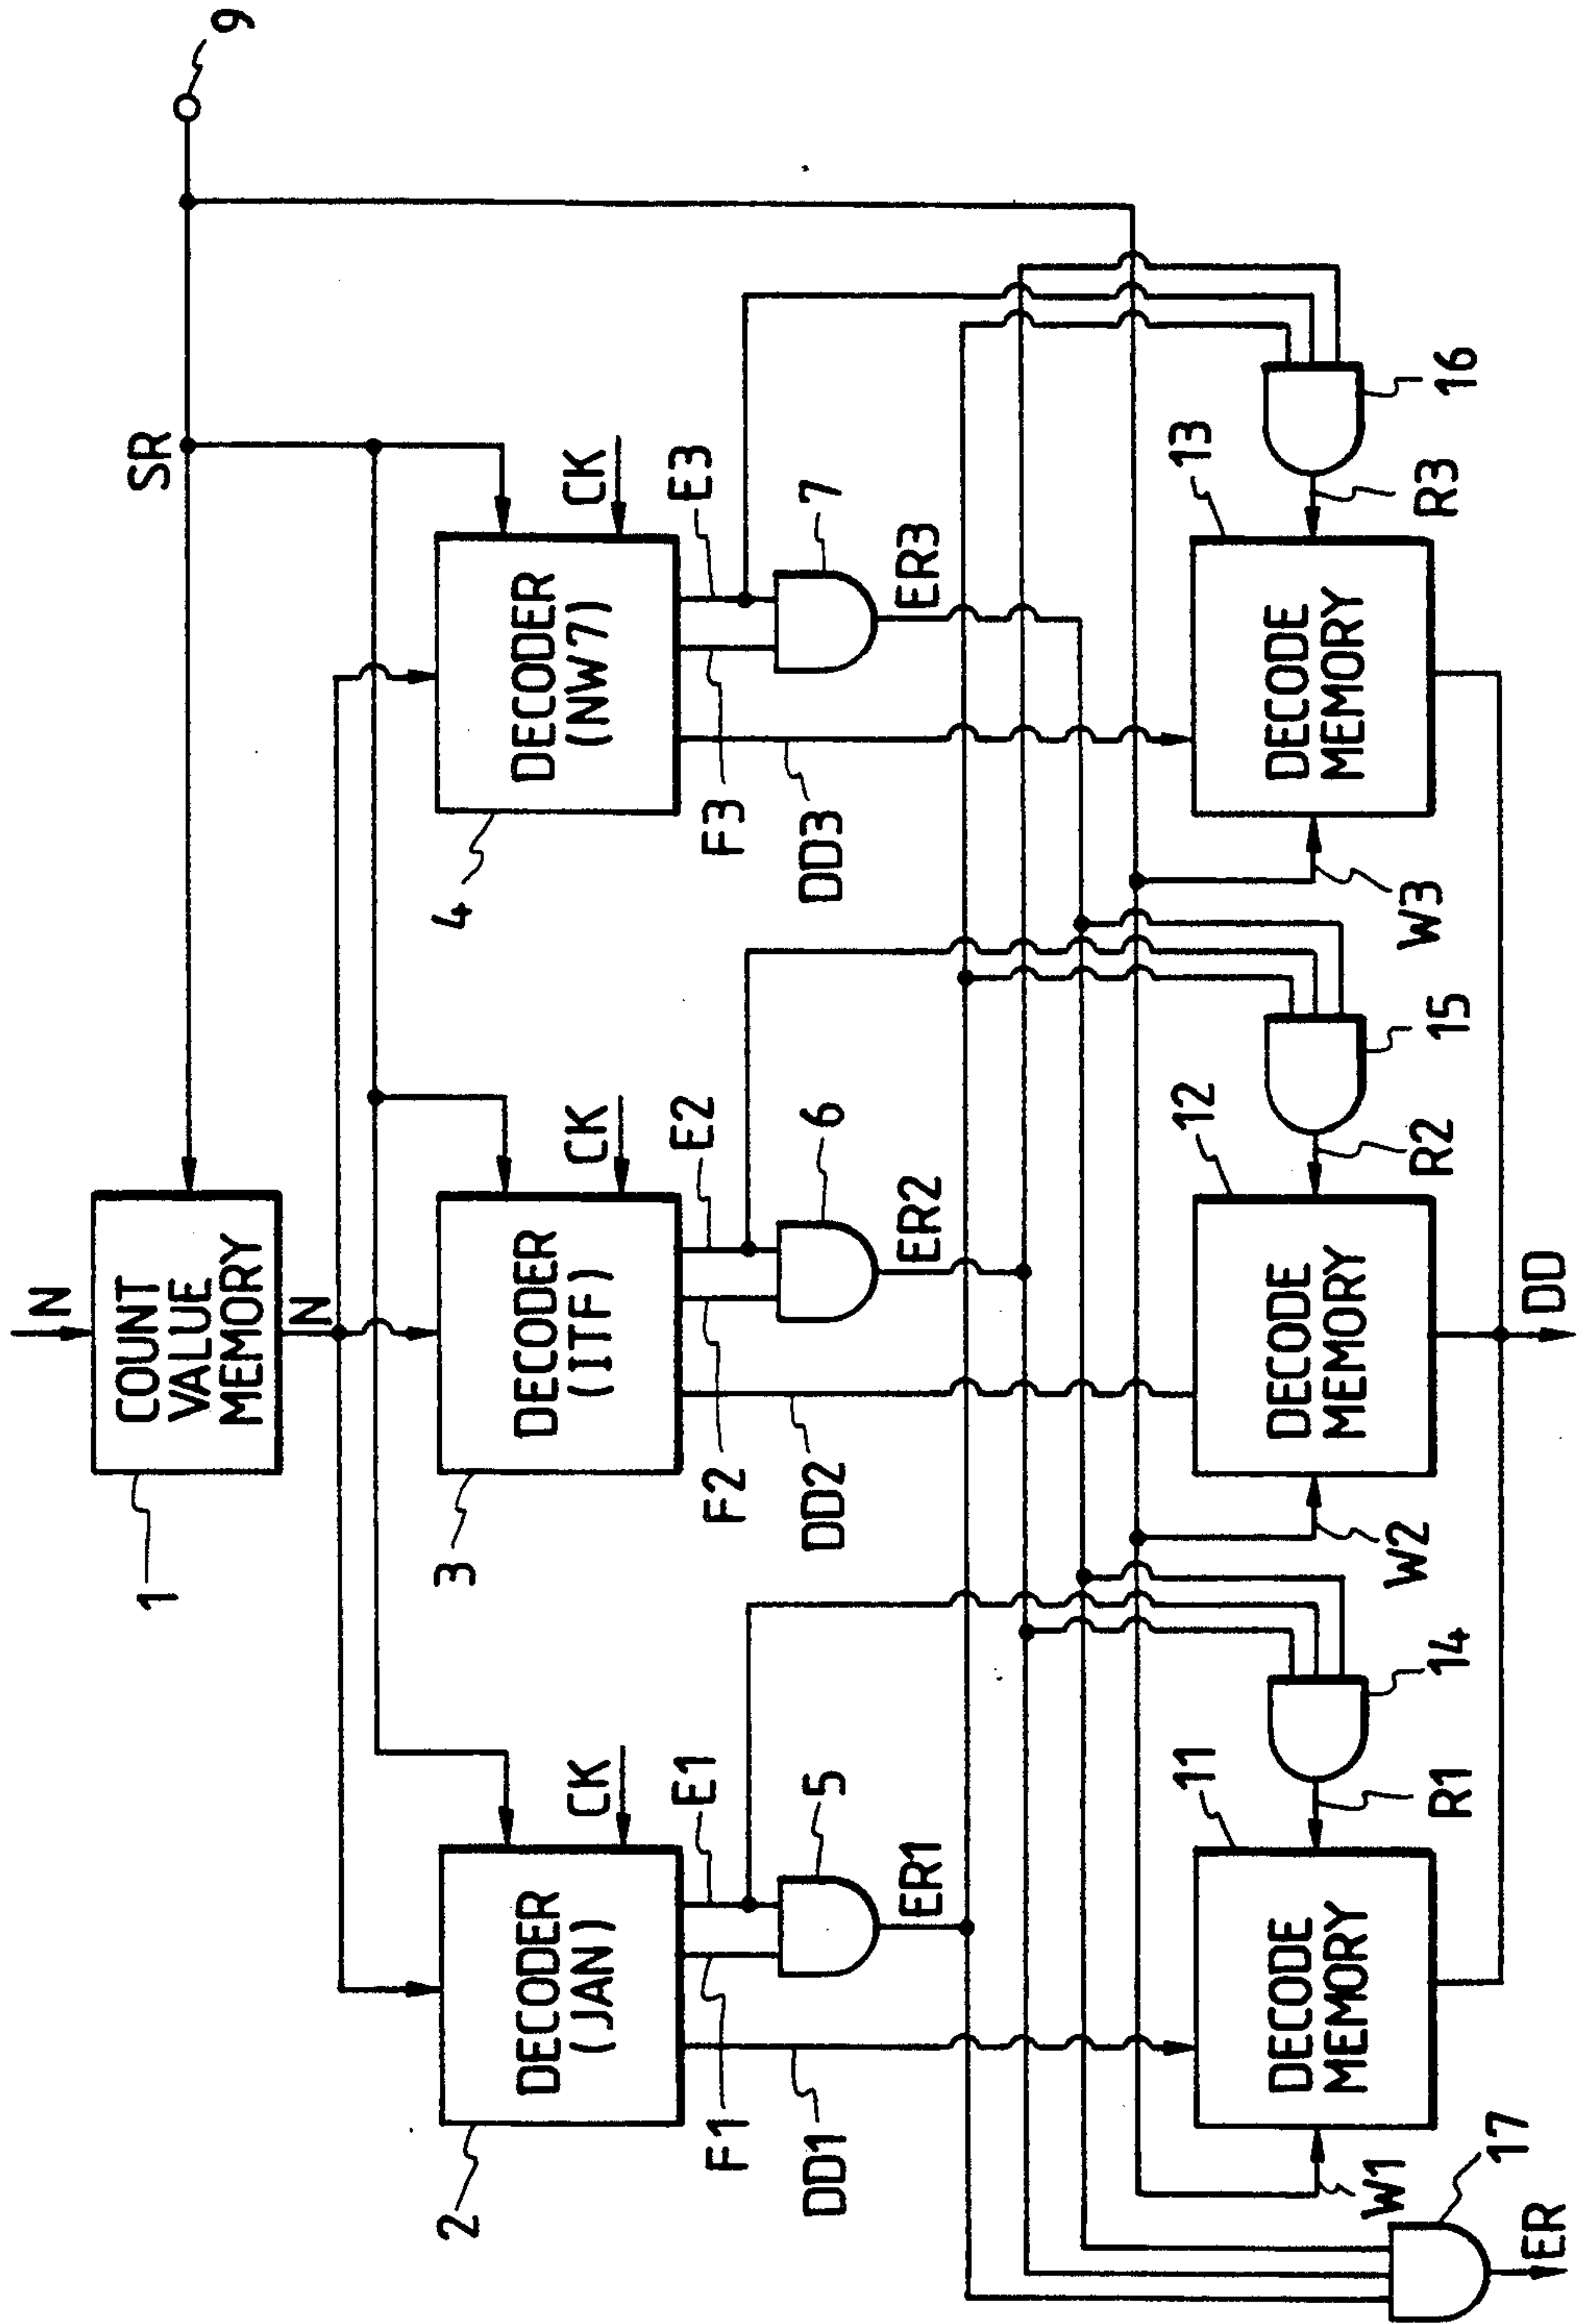 N
COUNT
VALUE
MEMORY
1
N
SR
9
DECODER
(JAN)
2
CK
DECODER
(ITF)
3
CK
DECODER
(NW7)
4
CK
F1
E1
5
DD1
ER1
F2
E2
6
DD2
ER2
F3
E3
7
DD3
ER3
DECODE
MEMORY
11
W1
R1
14
DECODE
MEMORY
12
W2
R2
15
DECODE
MEMORY
13
W3
R3
16
17
ER
DD